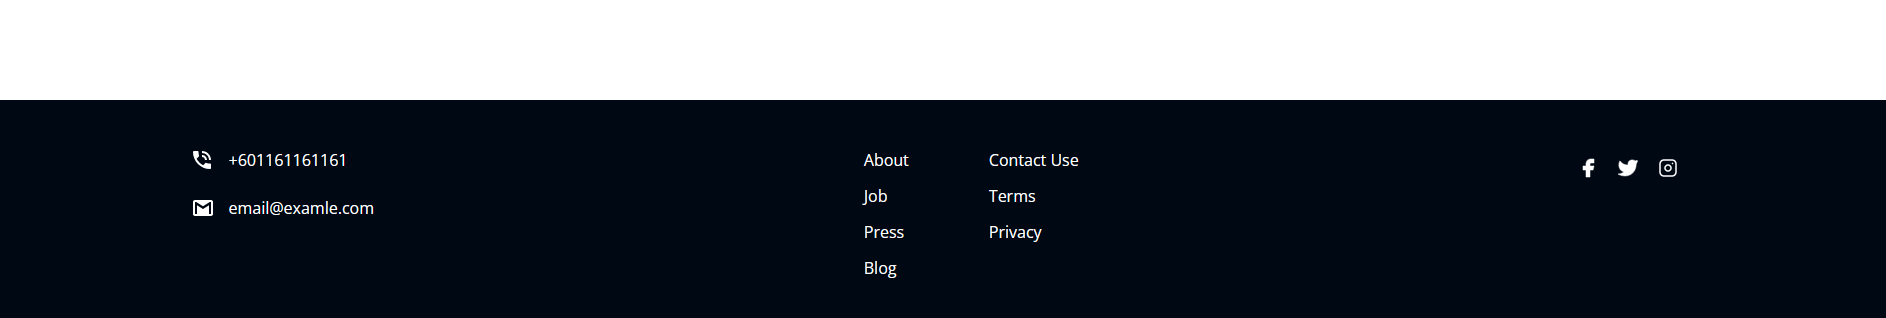 +601161161161
email@examle.com
About
Job
Press
Blog
Contact Use
Terms
Privacy